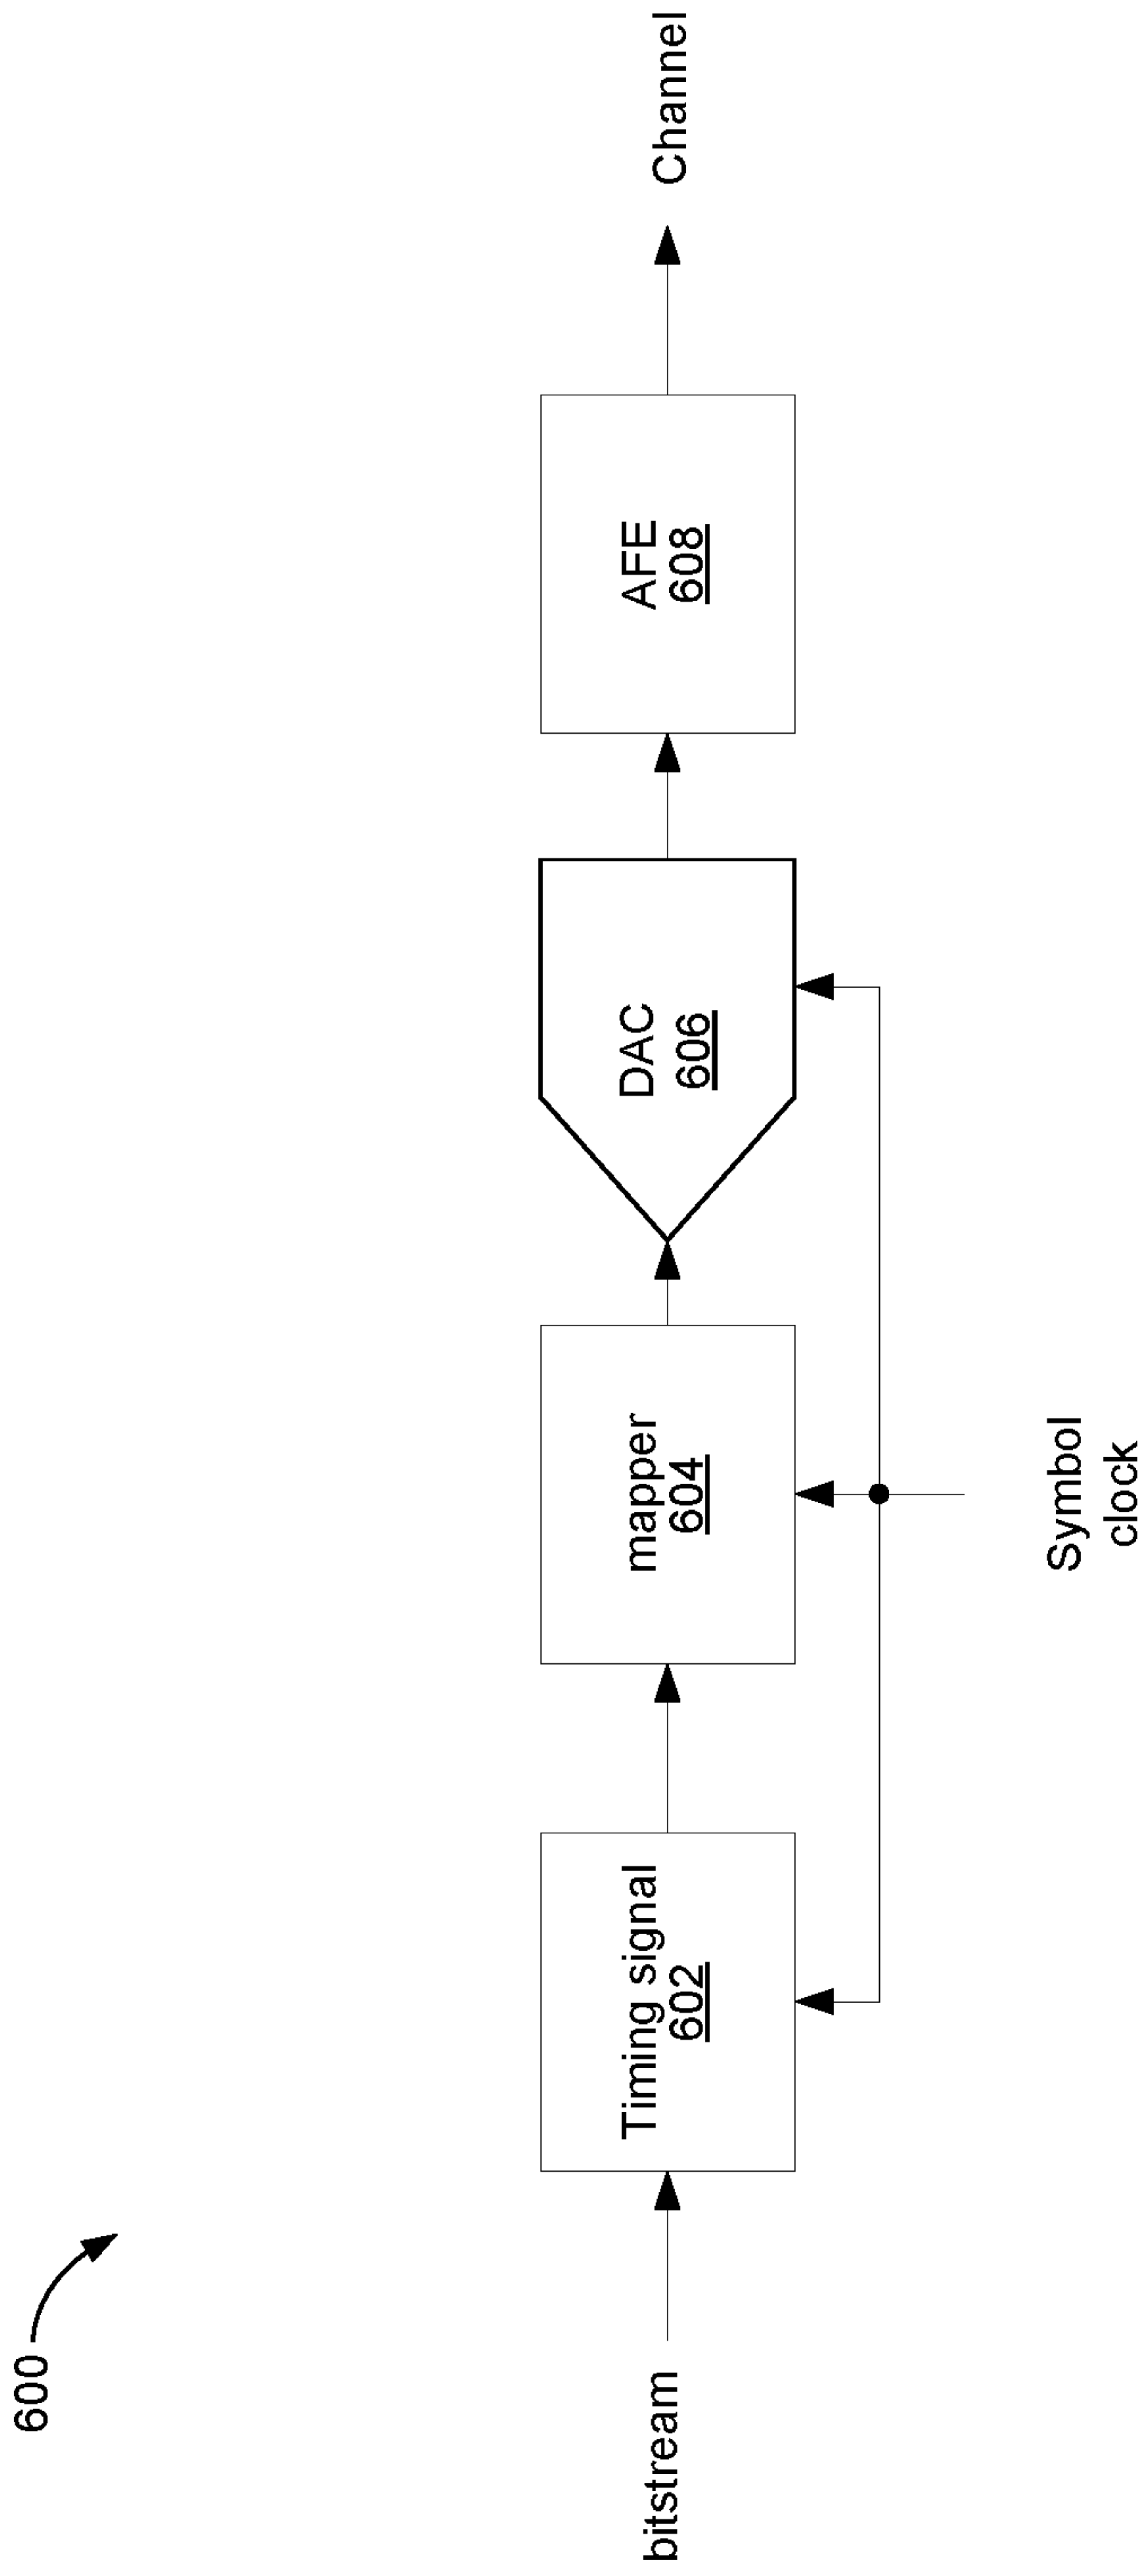 600
bitstream
Timing signal
602
mapper
604
DAC
606
AFE
608
Channel
Symbol
clock